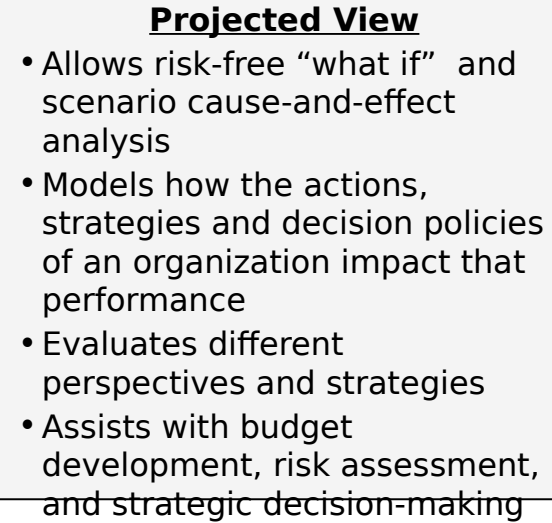 Projected View
• Allows risk-free “what if”  and
scenario cause-and-effect
analysis
• Models how the actions,
strategies and decision policies
of an organization impact that
performance
• Evaluates different
perspectives and strategies
• Assists with budget
development, risk assessment,
and strategic decision-making